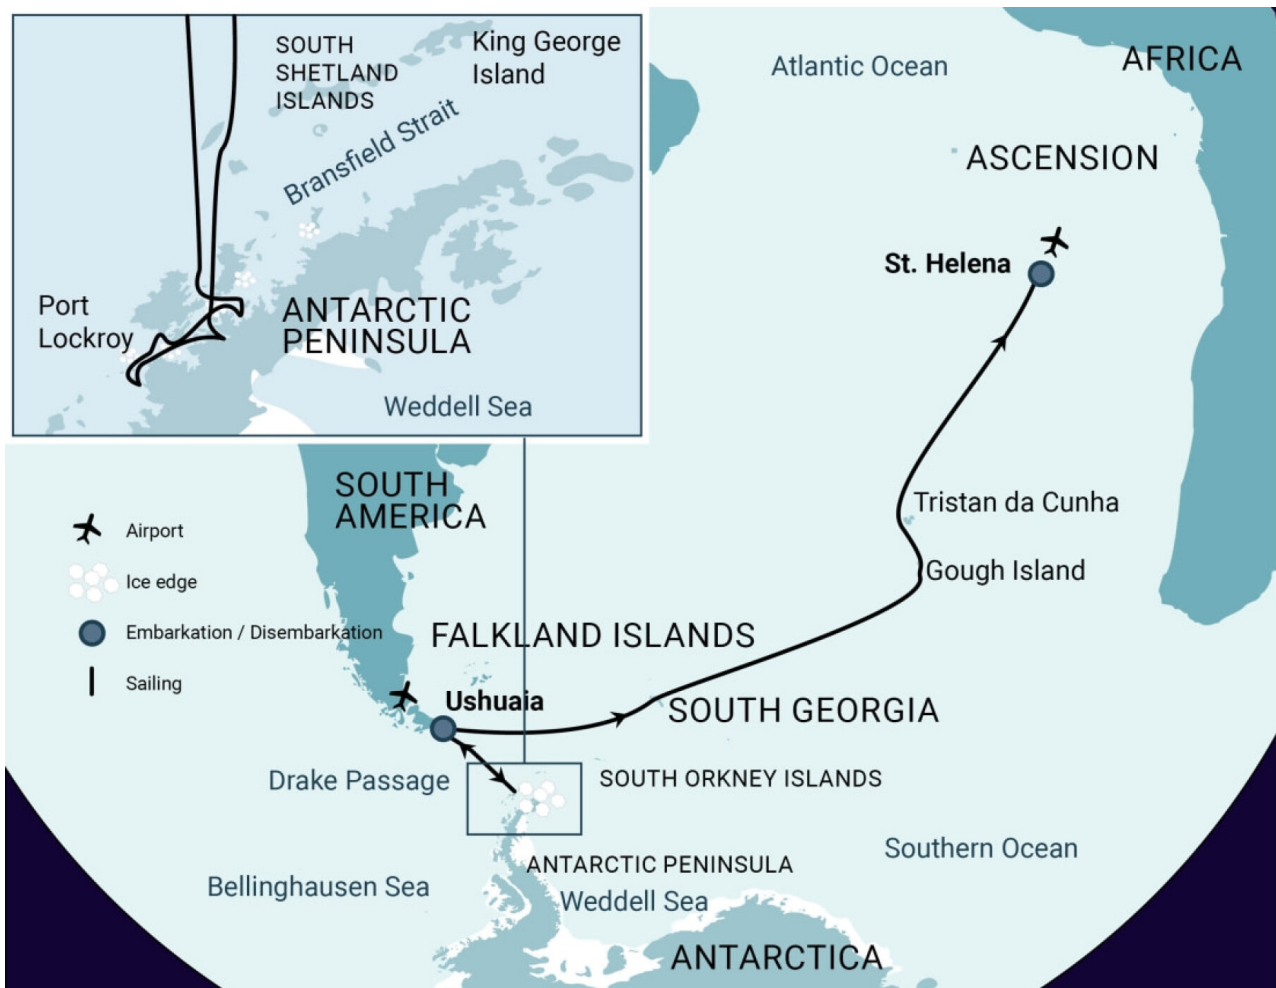 SOUTH
SHETLAND
ISLANDS
King George
Island
Bransfield Strait
Port
Lockroy
ANTARCTIC
PENINSULA
Weddell Sea
Atlantic Ocean
AFRICA
ASCENSION
St. Helena
SOUTH
AMERICA
Tristan da Cunha
Airport
Ice edge
Gough Island
Embarkation / Disembarkation
FALKLAND ISLANDS
Sailing
Ushuaia
SOUTH GEORGIA
Drake Passage
SOUTH ORKNEY ISLANDS
Southern Ocean
ANTARCTIC PENINSULA
Bellinghausen Sea
Weddell Sea
ANTARCTICA